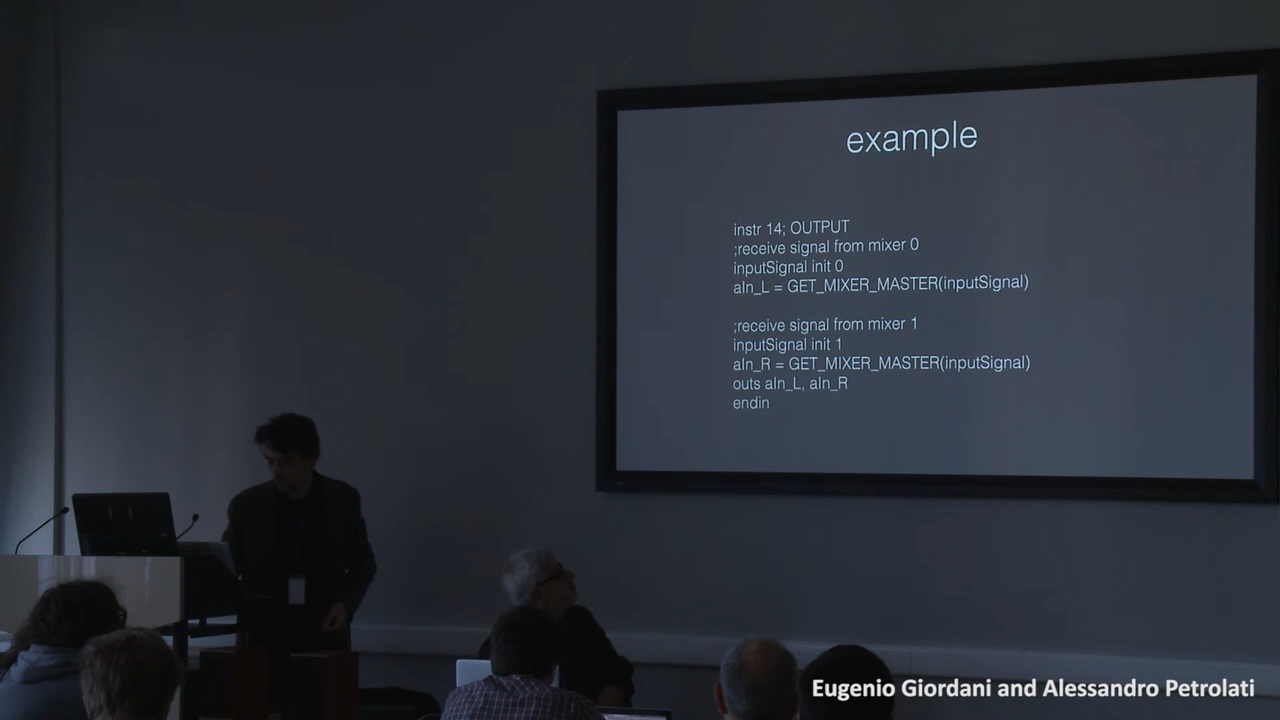 example
instr 14; OUTPUT
;receive signal from mixer 0
inputSignal init 0
aIn_L = GET_MIXER_MASTER(inputSignal)
;receive signal from mixer 1
inputSignal init 1
aIn_R = GET_MIXER_MASTER(inputSignal)
outs aIn_L, aIn_R
endin
Eugenio Giordani and Alessandro Petrolati